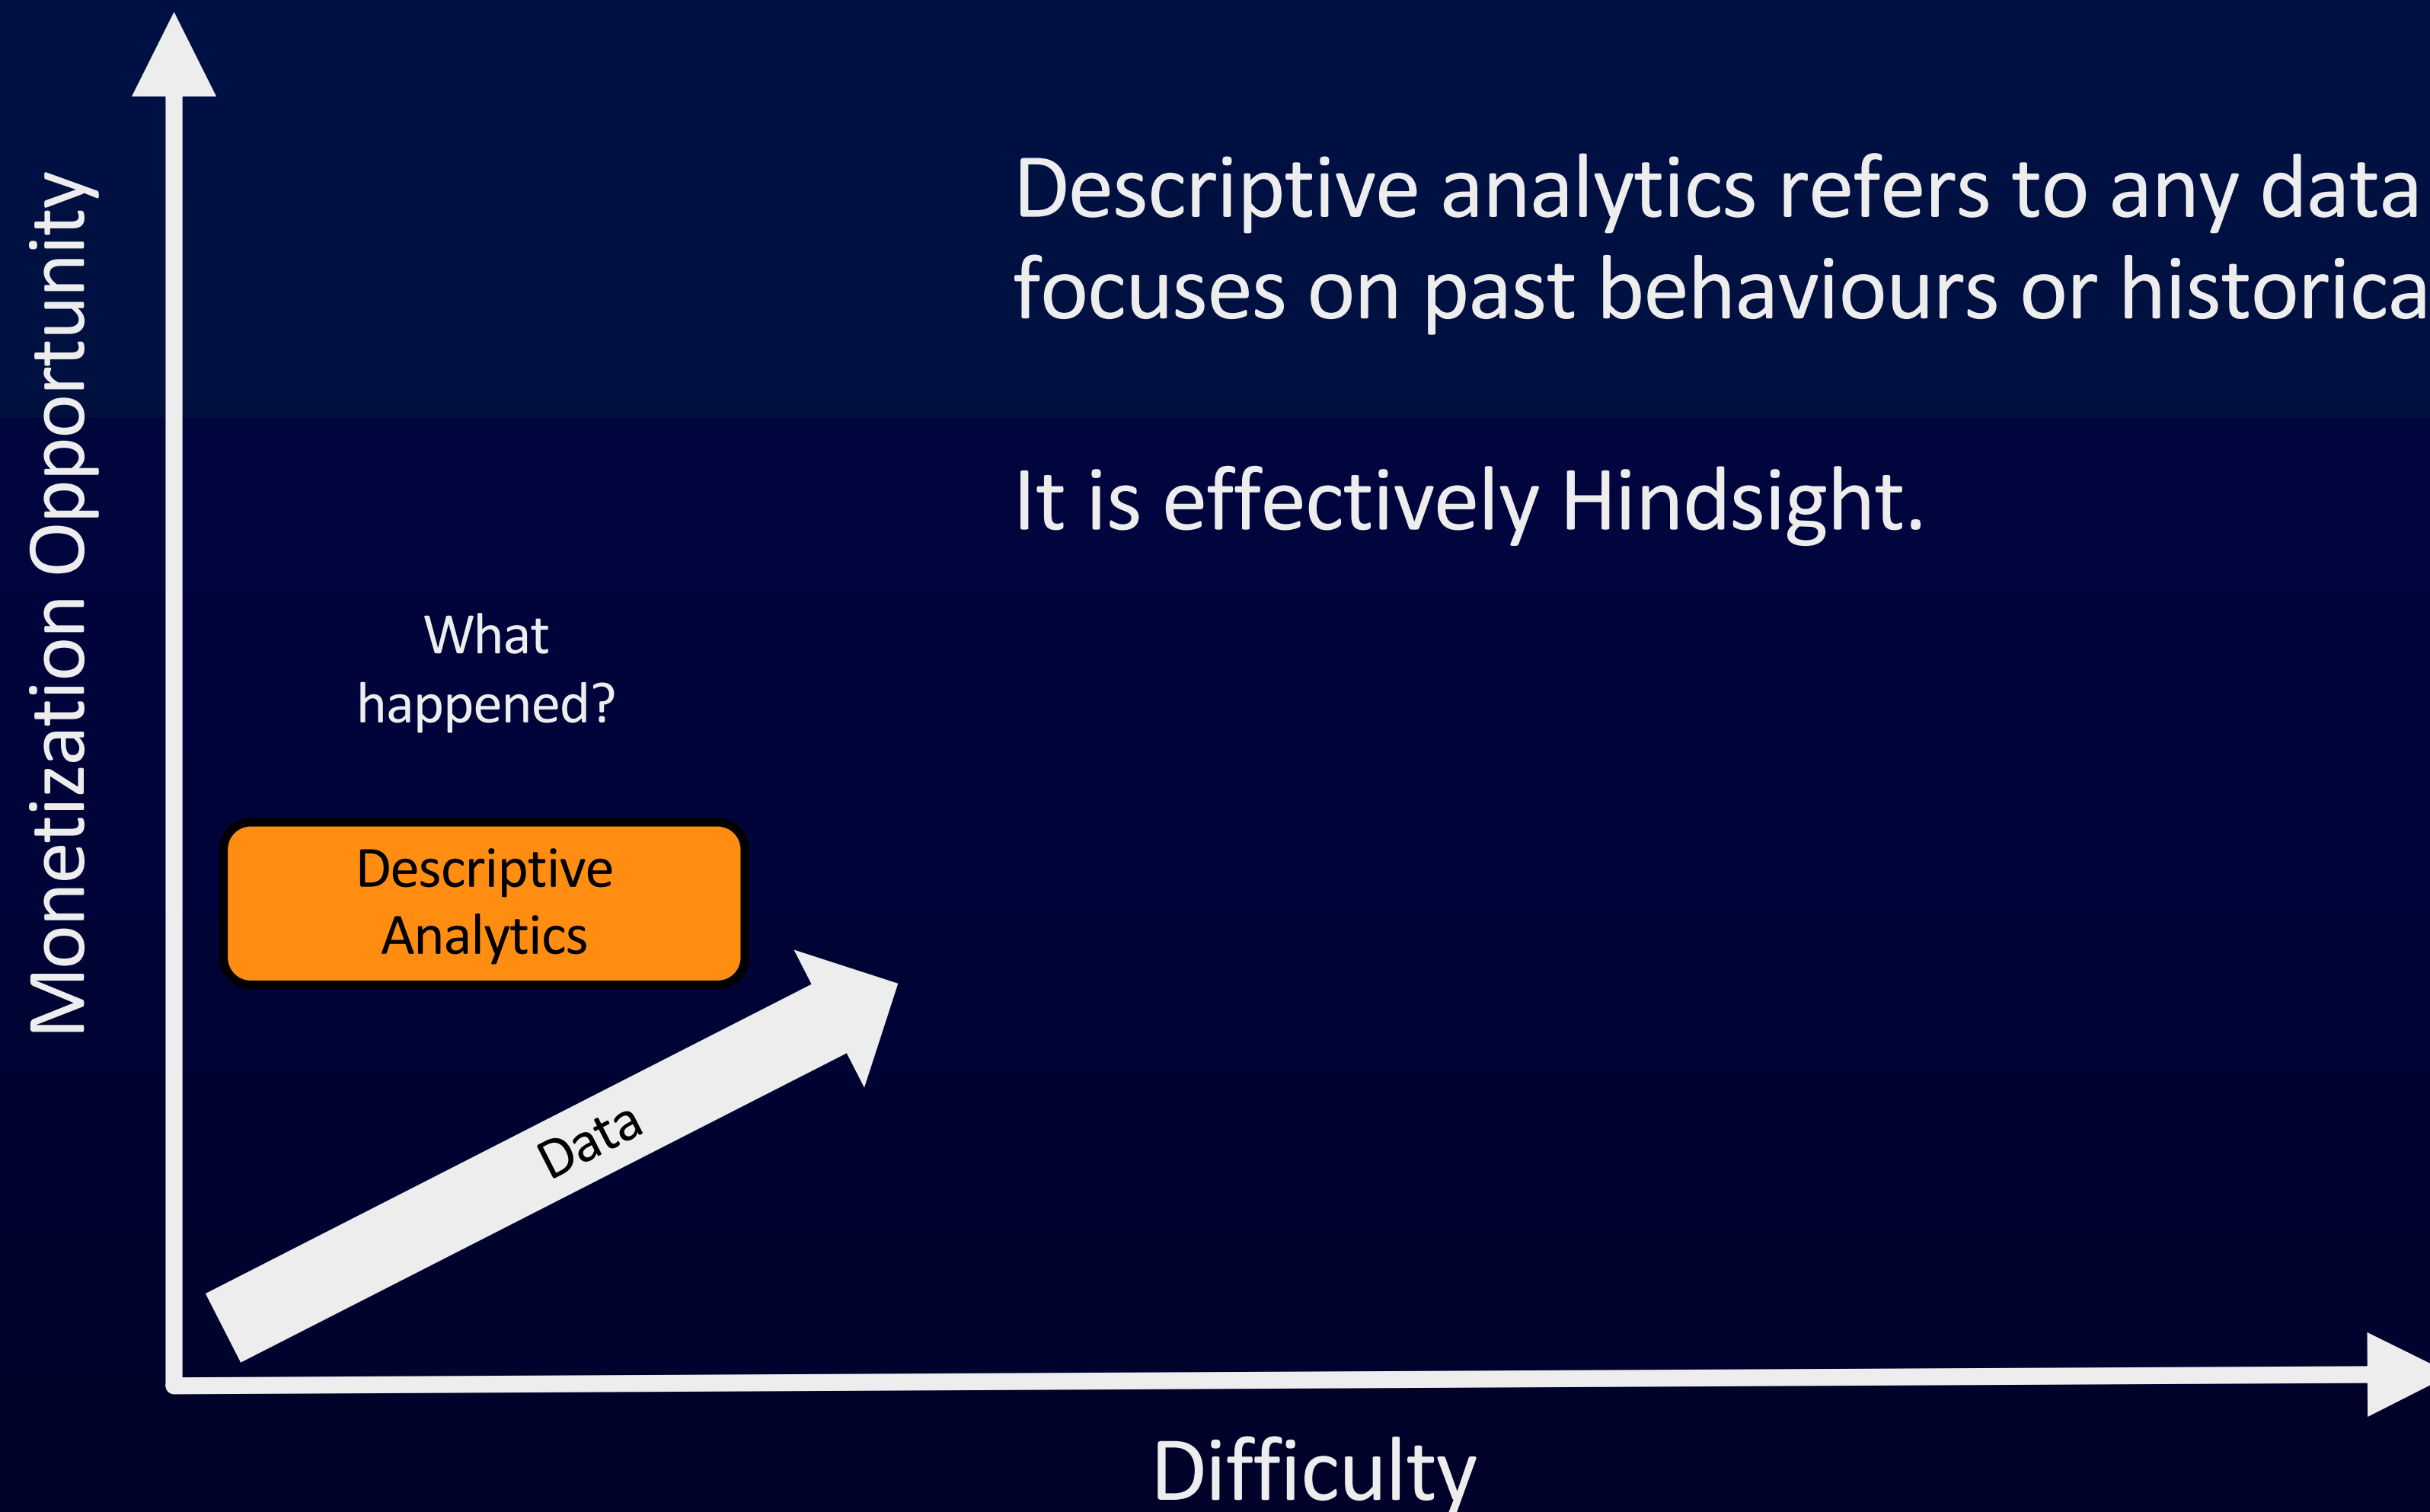 Monetization Opportunity
Descriptive analytics refers to any data
focuses on past behaviours or historica
It is effectively Hindsight.
What
happened?
Descriptive
Analytics
Data
Difficulty